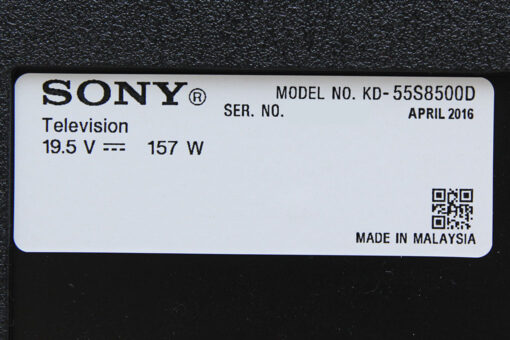 SONY® MODEL NO. KD-55S8500D
SER. NO. APRIL 2016
Television
19.5 V ⎓ 157 W
MADE IN MALAYSIA